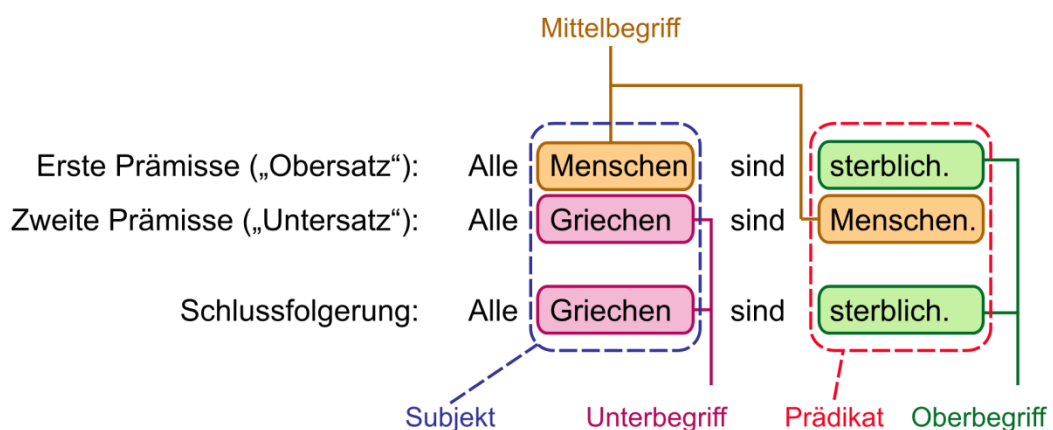 Mittelbegriff
Erste Prämisse („Obersatz“): Alle Menschen sind sterblich.
Zweite Prämisse („Untersatz“): Alle Griechen sind Menschen.
Schlussfolgerung: Alle Griechen sind sterblich.
Subjekt Unterbegriff Prädikat Oberbegriff